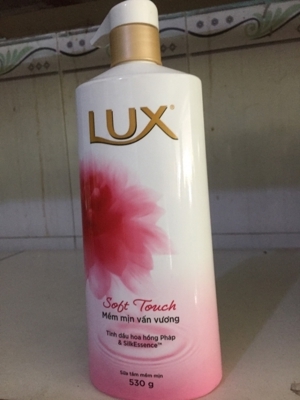 LUX®
Soft Touch
Mềm mịn vấn vương
Tinh dầu hoa hồng Pháp
& SilkEssence™
Sữa tắm mềm mịn
530 g